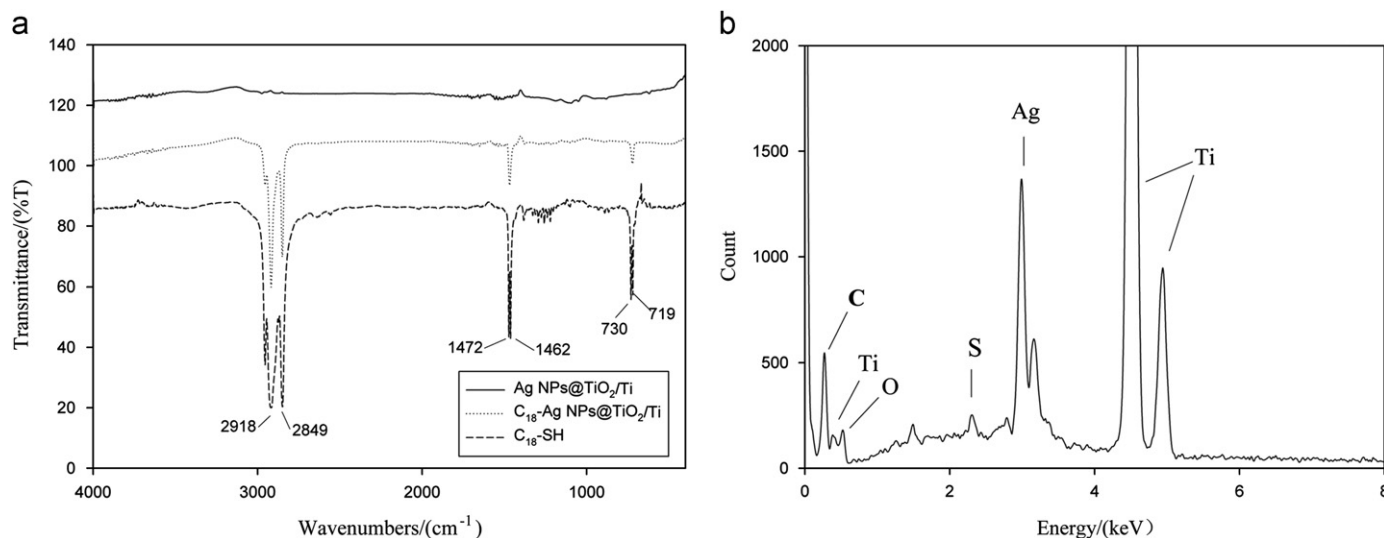 a
140
120
100
80
60
40
20
0
Transmittance/(%T)
4000
3000
2000
1000
Wavenumbers/(cm⁻¹)
2918
2849
1472
1462
730
719
Ag NPs@TiO₂/Ti
C₁₈-Ag NPs@TiO₂/Ti
C₁₈-SH
b
2000
1500
1000
500
0
Count
0
2
4
6
8
Energy/(keV)
C
Ti
O
S
Ag
Ti